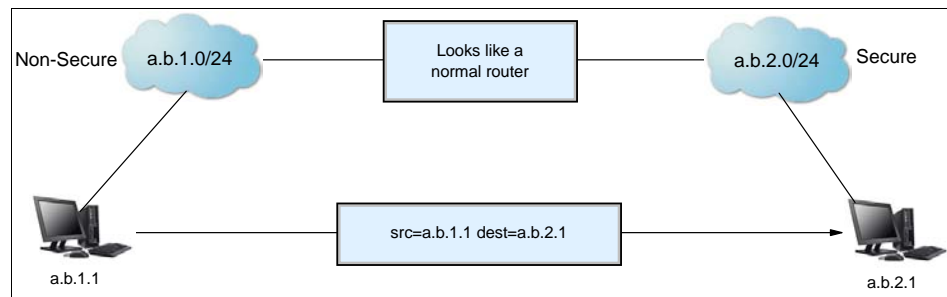 Non-Secure
a.b.1.0/24
Looks like a
normal router
a.b.2.0/24
Secure
src=a.b.1.1 dest=a.b.2.1
a.b.1.1
a.b.2.1